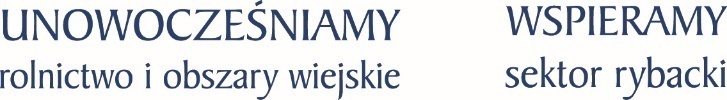 UNOWOCZEŚNIAMY
rolnictwo i obszary wiejskie
WSPIERAMY
sektor rybacki